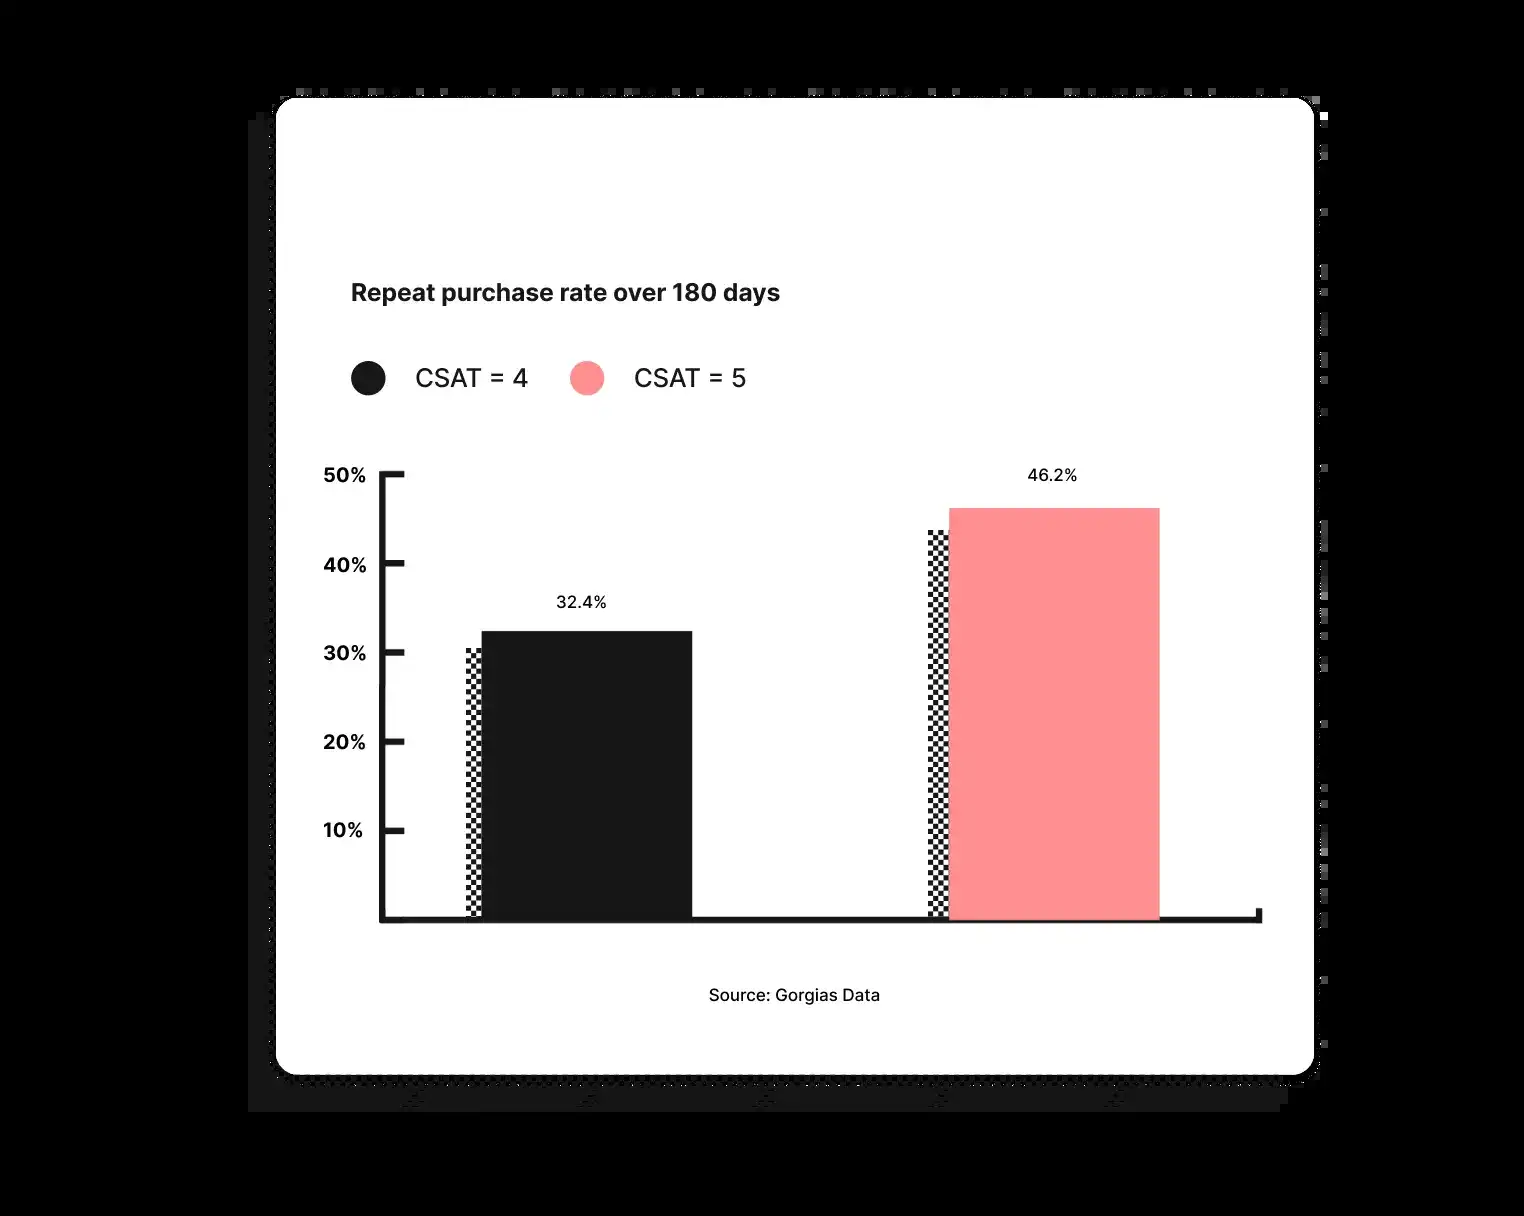 Repeat purchase rate over 180 days
CSAT = 4 CSAT = 5
50%
46.2%
40%
32.4%
30%
20%
10%
Source: Gorgias Data